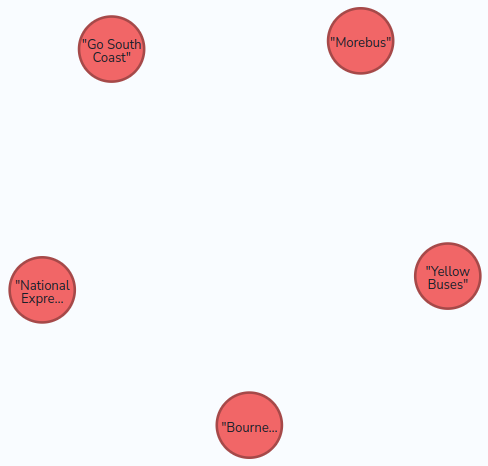 "Go South
Coast"
"Morebus"
"Yellow
Buses"
"National
Expre...
"Bourne...